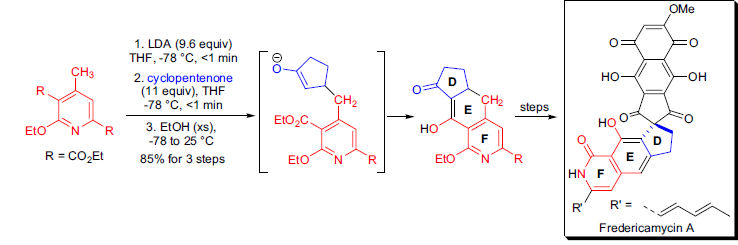 1. LDA (9.6 equiv)
THF, -78 °C, <1 min
2. cyclopentenone
(11 equiv), THF
-78 °C, <1 min
3. EtOH (xs),
-78 to 25 °C
85% for 3 steps
CH3
R
EtO
N
R
R = CO2Et
⊖
O
CH2
EtO2C
EtO
N
R
O
D
E
CH2
HO
F
EtO
N
R
steps
OMe
O
O
OH
OH
O
O
HO
D
O
E
F
HN
R'
R' =
Fredericamycin A